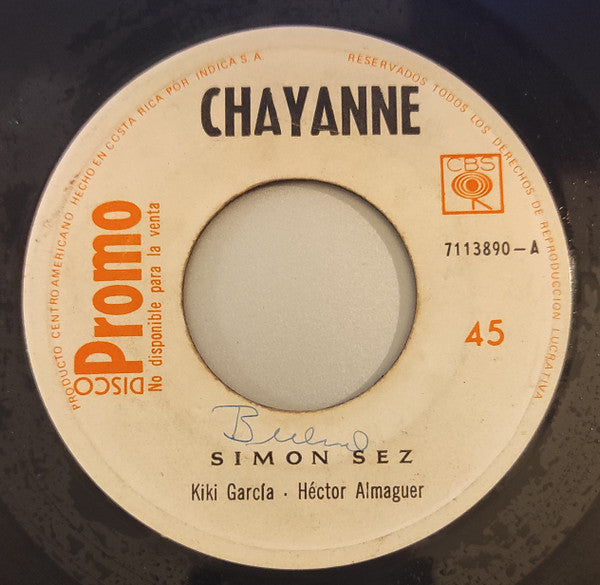 PRODUCTO CENTROAMERICANO HECHO EN COSTA RICA POR INDICA S.A.
RESERVADOS TODOS LOS DERECHOS DE REPRODUCCION LUCRATIVA
CHAYANNE
CBS
7113890-A
45
DISCO Promo
No disponible para la venta
SIMON SEZ
Kiki García · Héctor Almaguer